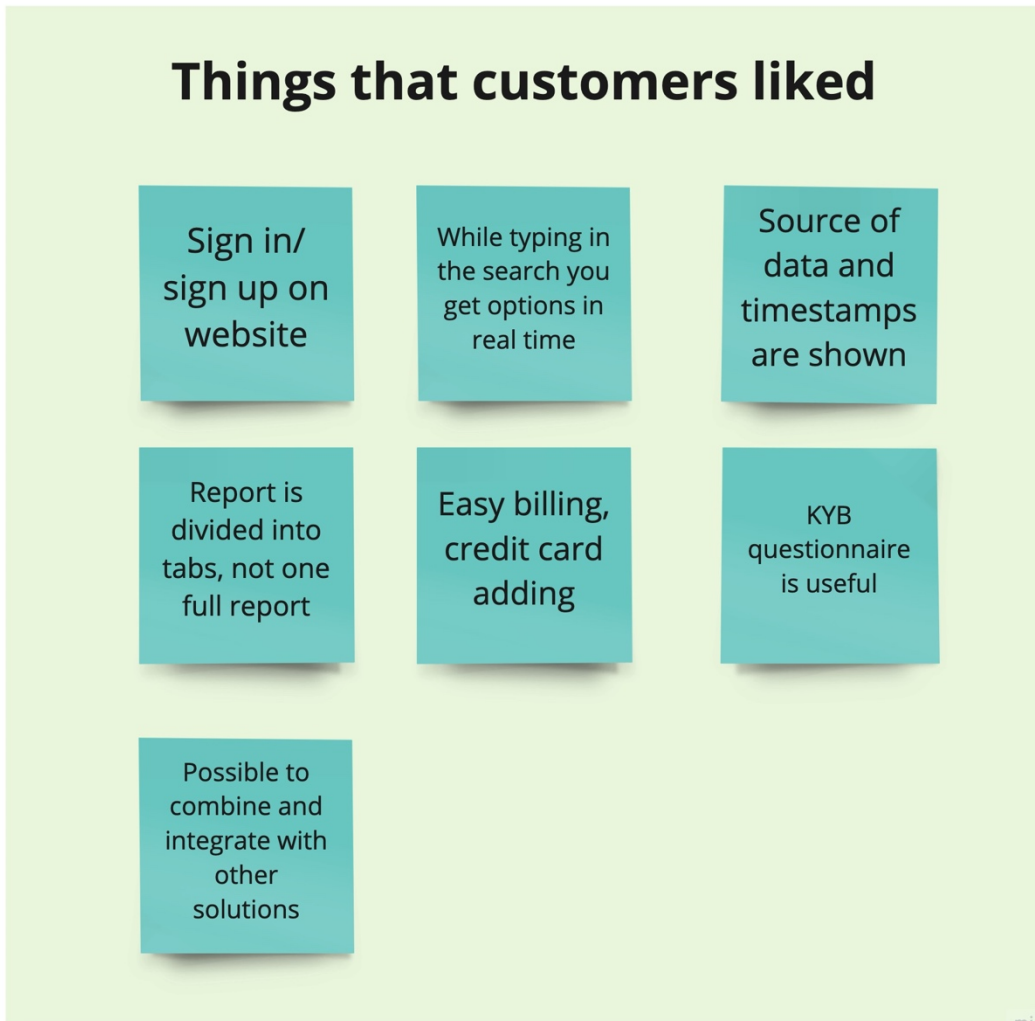 Things that customers liked
Sign in/
sign up on
website
While typing in
the search you
get options in
real time
Source of
data and
timestamps
are shown
Report is
divided into
tabs, not one
full report
Easy billing,
credit card
adding
KYB
questionnaire
is useful
Possible to
combine and
integrate with
other
solutions